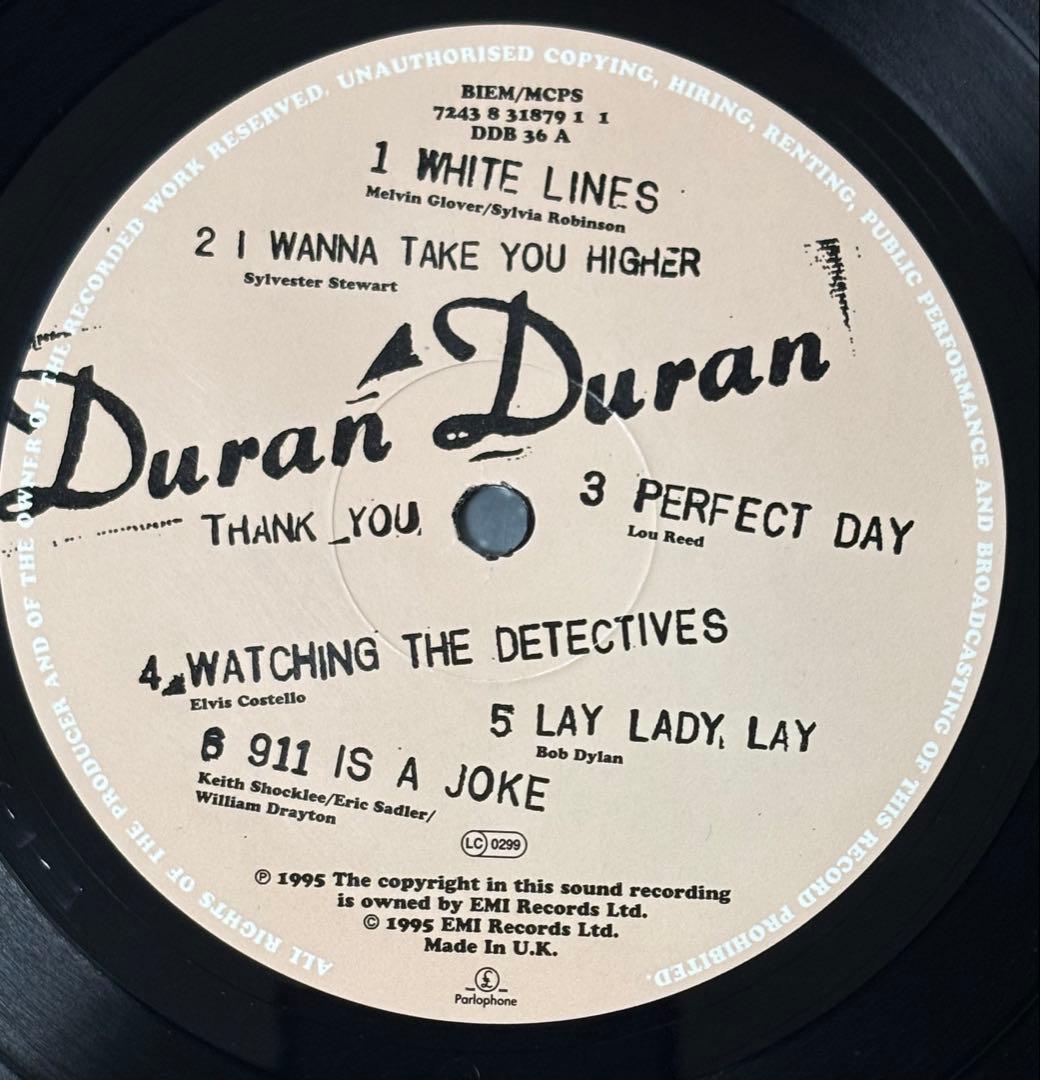 ALL RIGHTS OF THE PRODUCER AND OF THE OWNER OF THE RECORDED WORK RESERVED. UNAUTHORISED COPYING, HIRING, RENTING, PUBLIC PERFORMANCE AND BROADCASTING OF THIS RECORD PROHIBITED.
BIEM/MCPS
7243 8 31879 1 1
DDB 36 A
1 WHITE LINES
Melvin Glover/Sylvia Robinson
2 I WANNA TAKE YOU HIGHER
Sylvester Stewart
Duran Duran
THANK YOU
3 PERFECT DAY
Lou Reed
4 WATCHING THE DETECTIVES
Elvis Costello
5 LAY LADY, LAY
Bob Dylan
6 911 IS A JOKE
Keith Shocklee/Eric Sadler/
William Drayton
LC 0299
℗ 1995 The copyright in this sound recording
is owned by EMI Records Ltd.
© 1995 EMI Records Ltd.
Made In U.K.
£
Parlophone